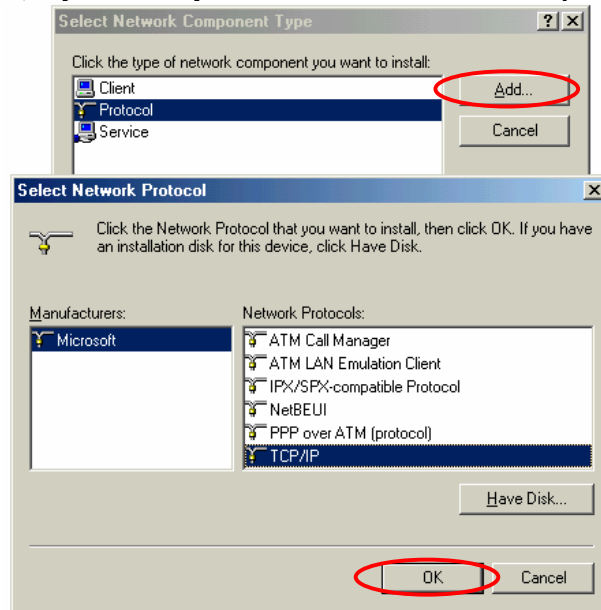 Select Network Component Type
Click the type of network component you want to install:
Client
Protocol
Service
Add...
Cancel
Select Network Protocol
Click the Network Protocol that you want to install, then click OK. If you have
an installation disk for this device, click Have Disk.
Manufacturers:
Microsoft
Network Protocols:
ATM Call Manager
ATM LAN Emulation Client
IPX/SPX-compatible Protocol
NetBEUI
PPP over ATM (protocol)
TCP/IP
Have Disk...
OK
Cancel